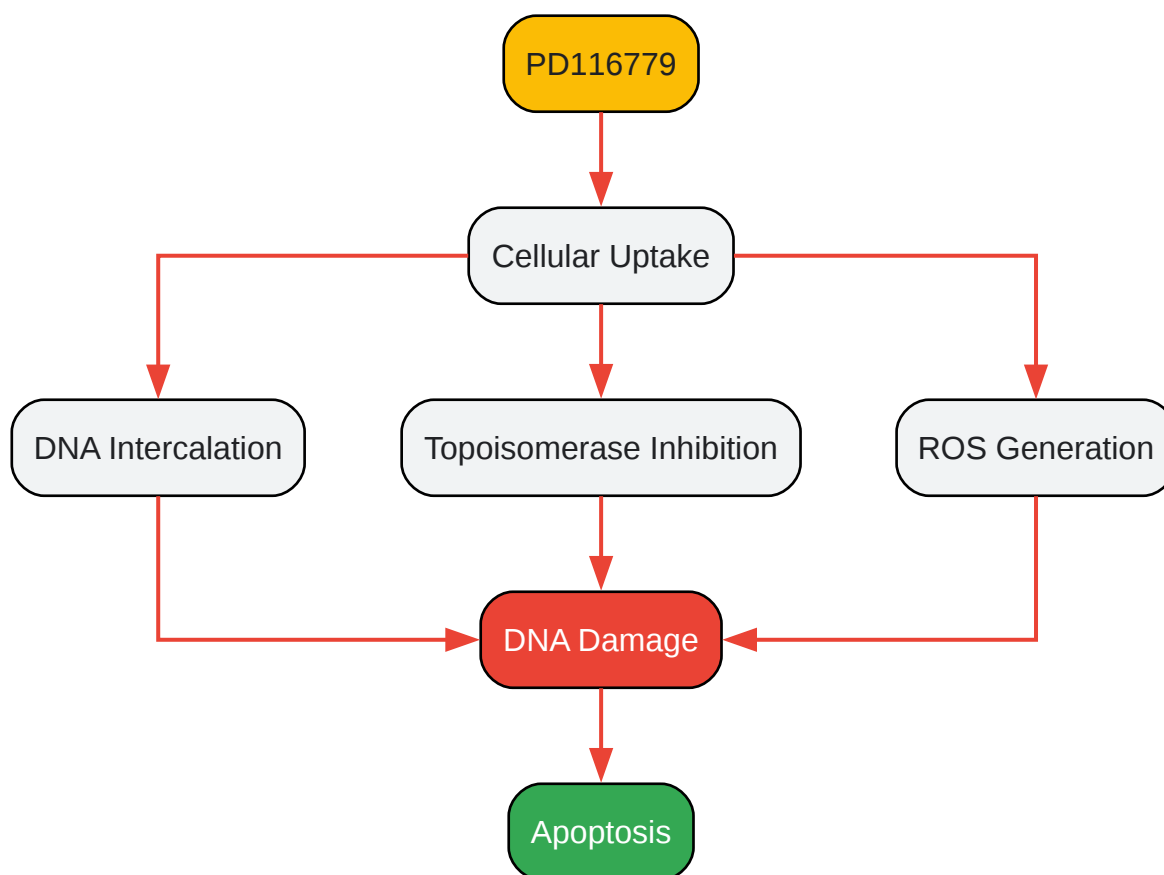 PD116779
Cellular Uptake
DNA Intercalation
Topoisomerase Inhibition
ROS Generation
DNA Damage
Apoptosis